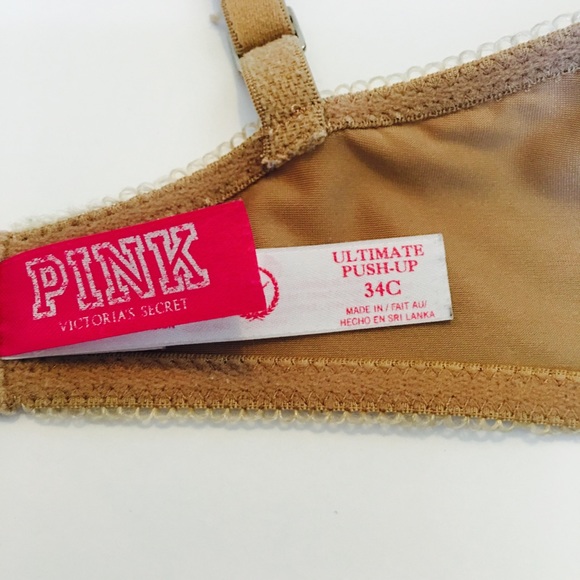 PINK
VICTORIA'S SECRET
ULTIMATE
PUSH-UP
34C
MADE IN / FAIT AU/
HECHO EN SRI LANKA